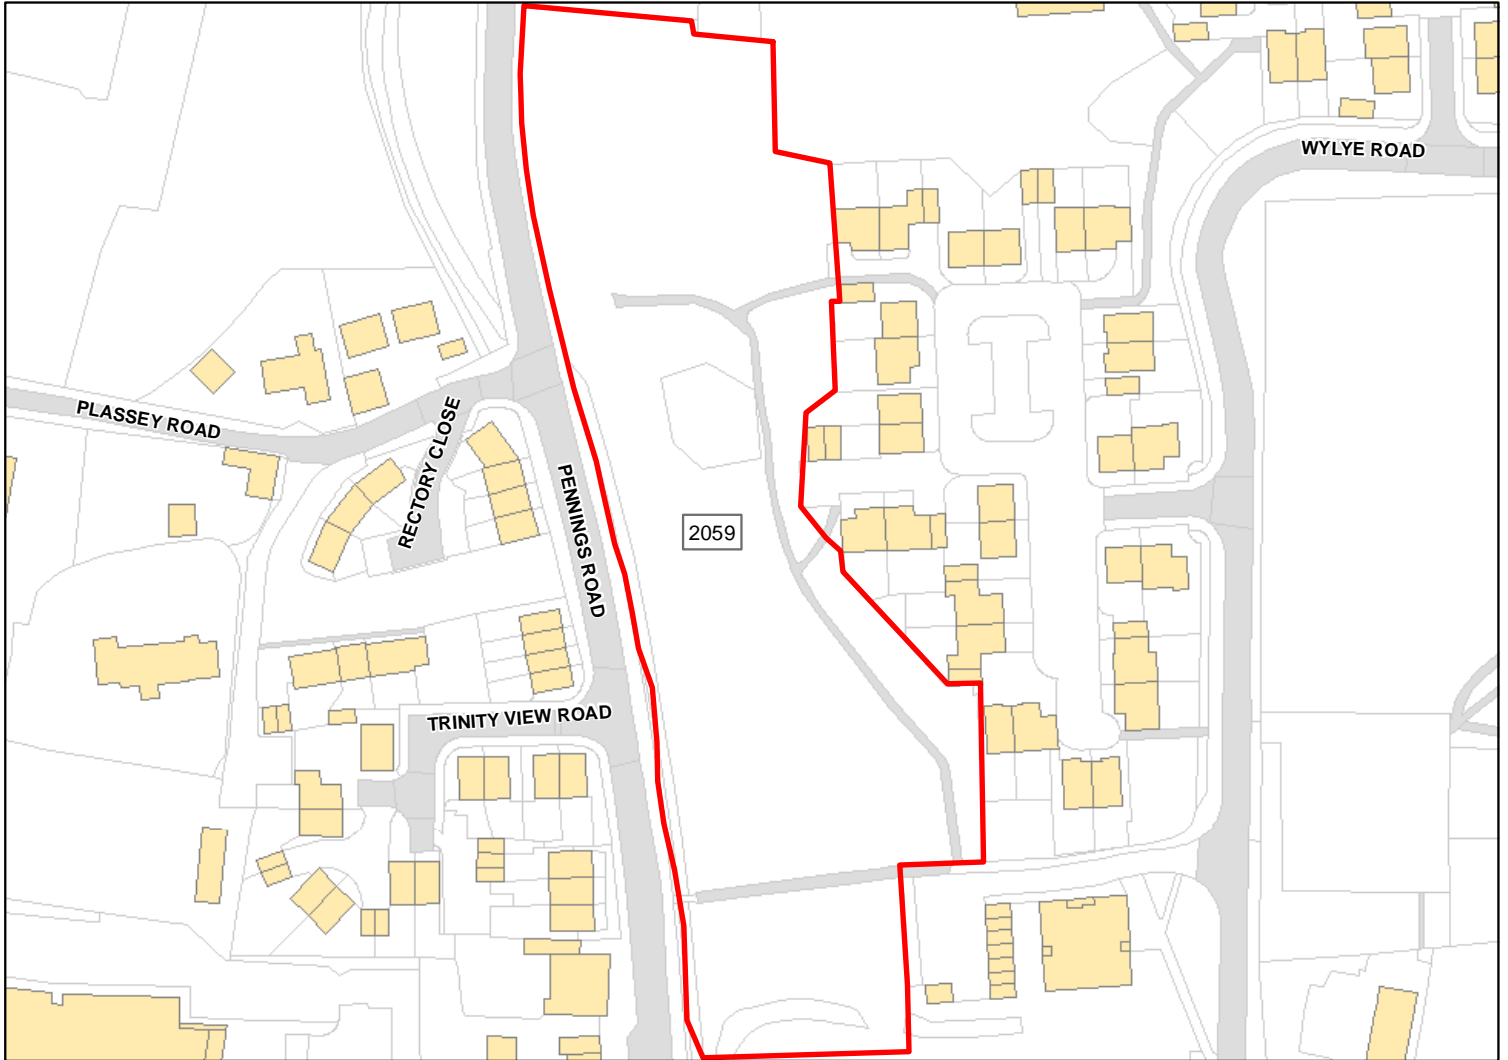 WYLYE ROAD
PLASSEY ROAD
RECTORY CLOSE
PENNINGS ROAD
2059
TRINITY VIEW ROAD